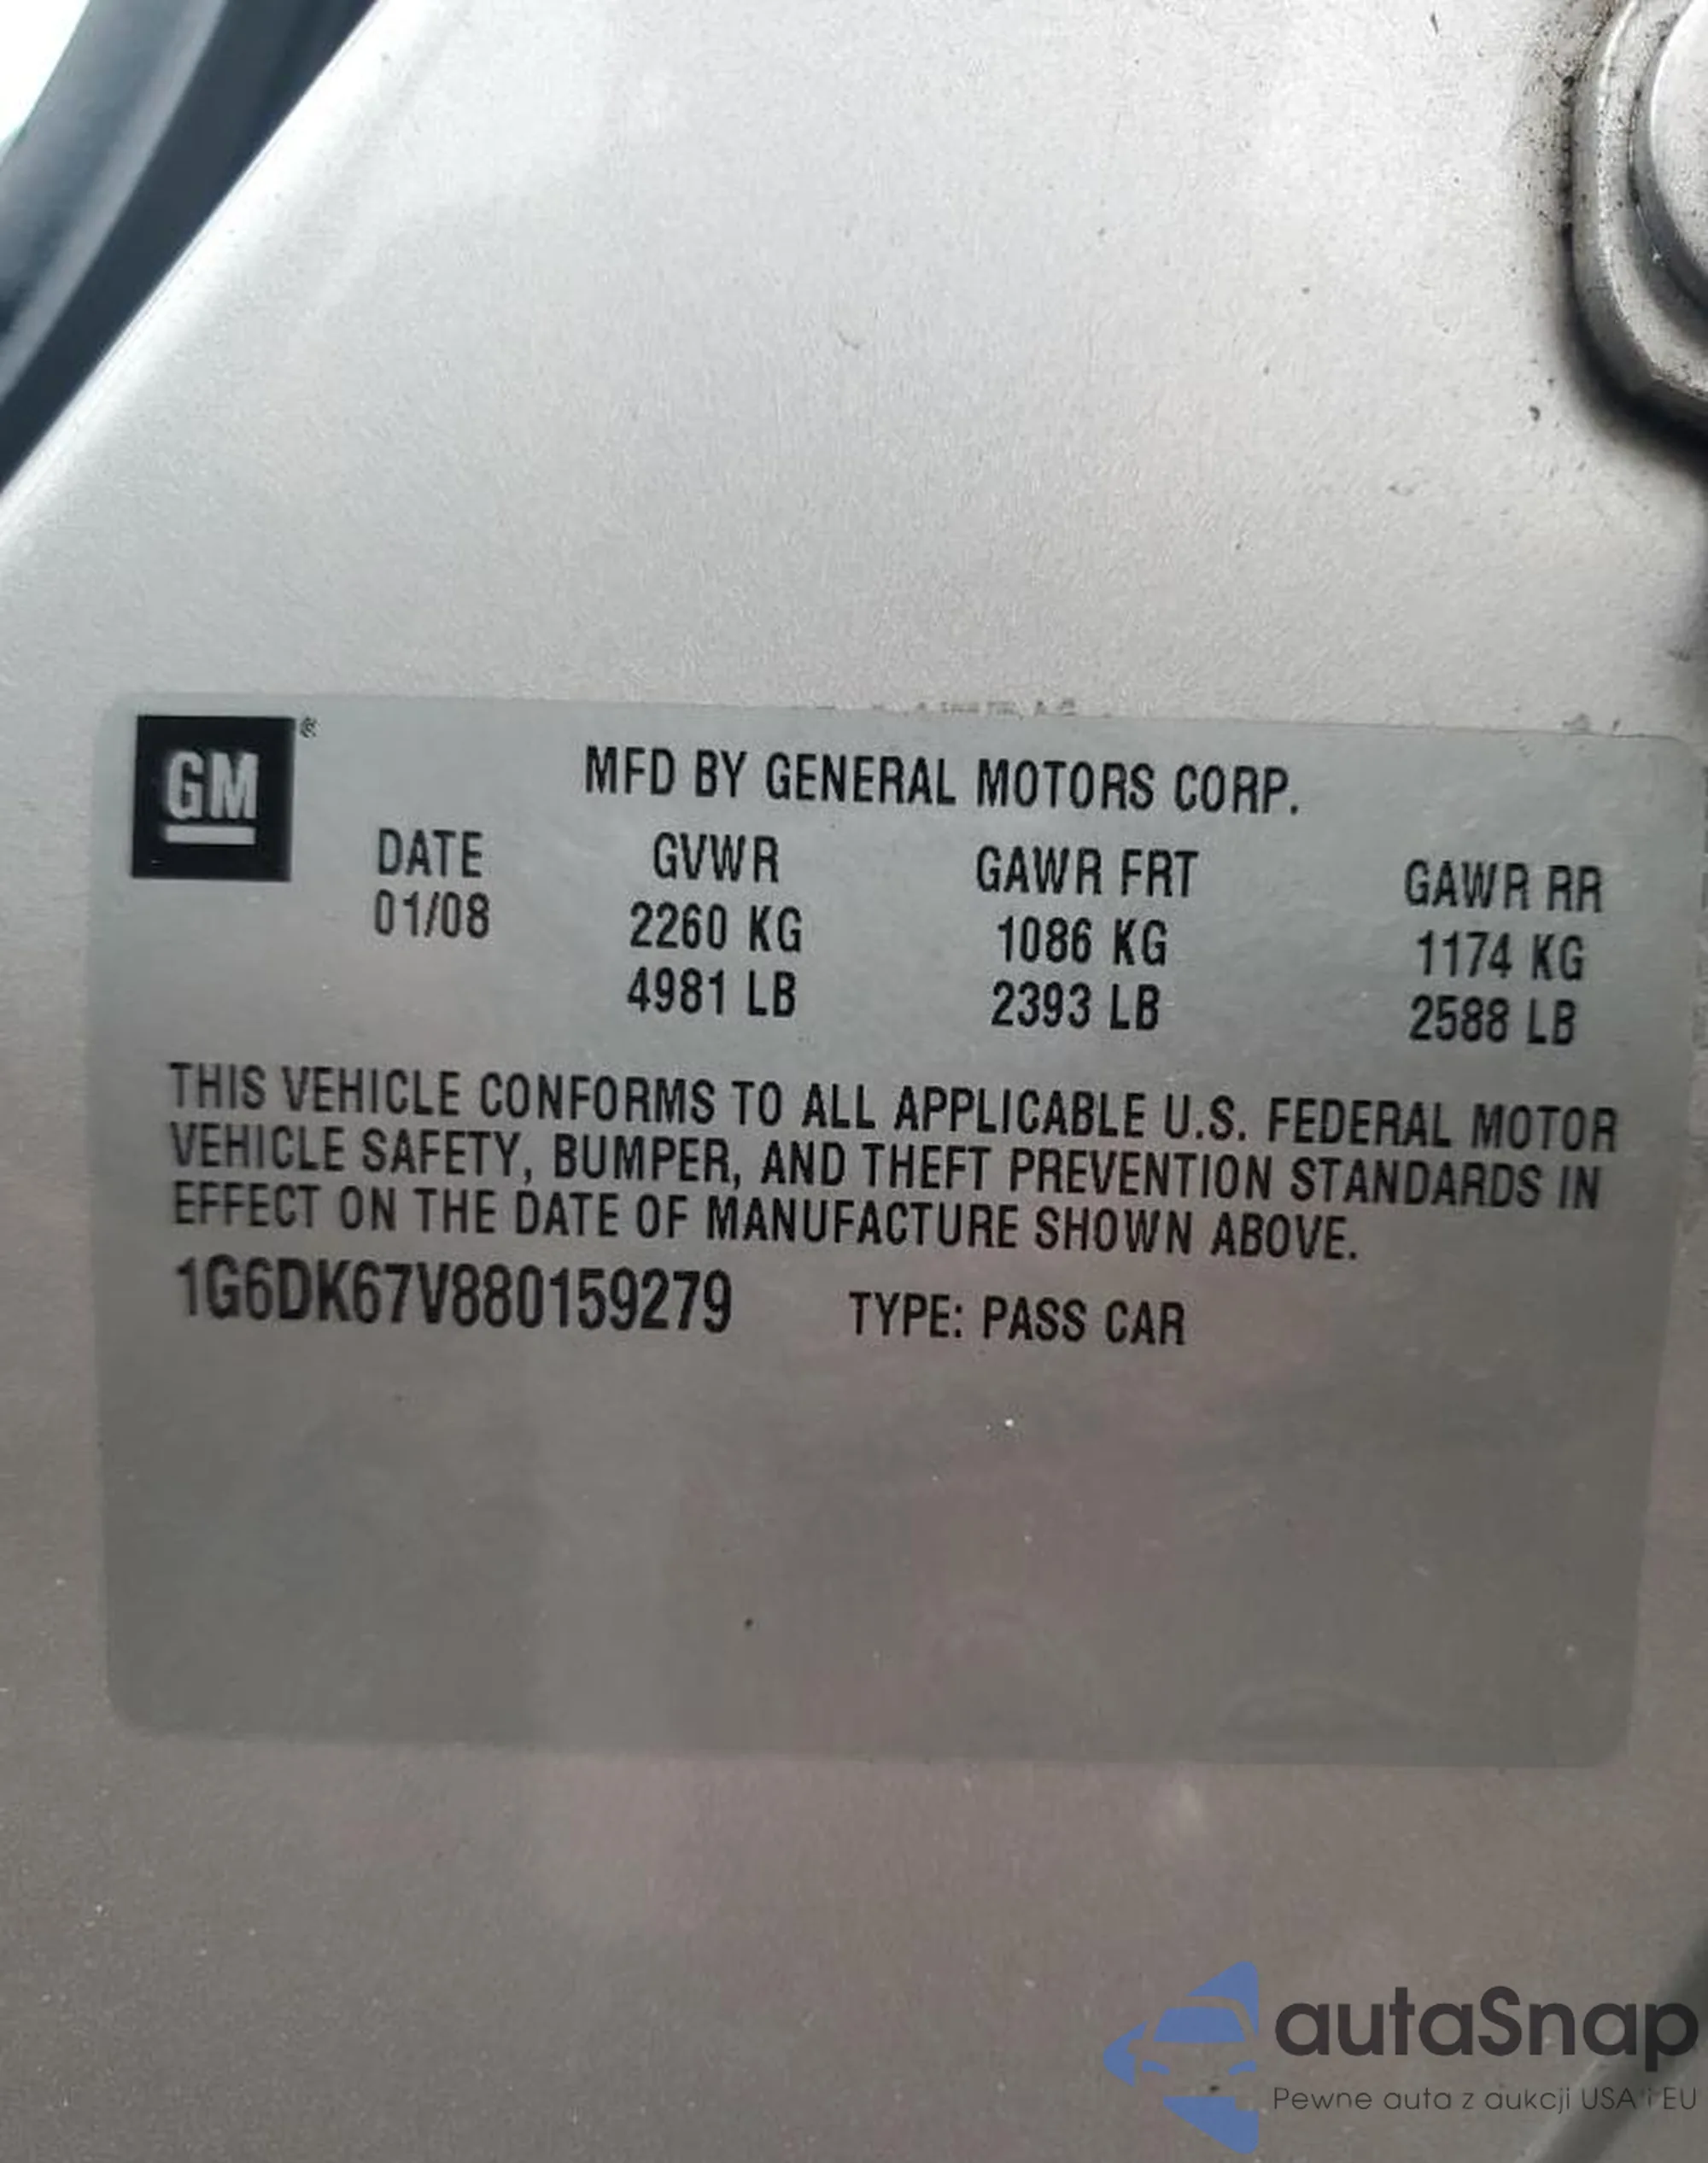 GM®
MFD BY GENERAL MOTORS CORP.
DATE GVWR GAWR FRT GAWR RR
01/08 2260 KG 1086 KG 1174 KG
4981 LB 2393 LB 2588 LB
THIS VEHICLE CONFORMS TO ALL APPLICABLE U.S. FEDERAL MOTOR
VEHICLE SAFETY, BUMPER, AND THEFT PREVENTION STANDARDS IN
EFFECT ON THE DATE OF MANUFACTURE SHOWN ABOVE.
1G6DK67V880159279 TYPE: PASS CAR
autaSnap
Pewne auta z aukcji USA i EU